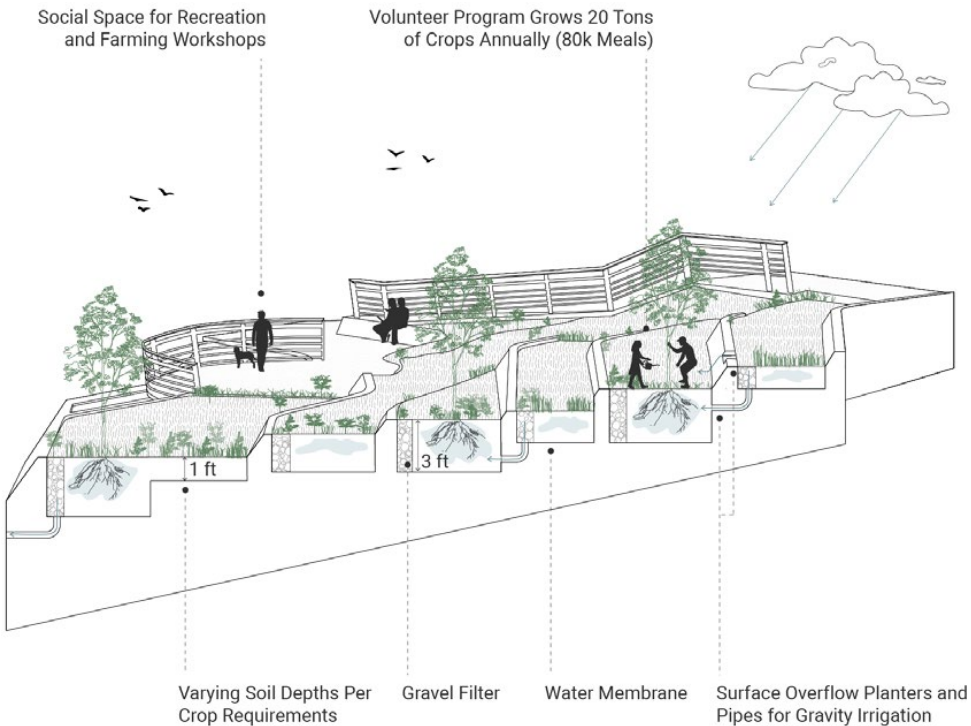 Social Space for Recreation
and Farming Workshops
Volunteer Program Grows 20 Tons
of Crops Annually (80k Meals)
1 ft
3 ft
Varying Soil Depths Per
Crop Requirements
Gravel Filter
Water Membrane
Surface Overflow Planters and
Pipes for Gravity Irrigation